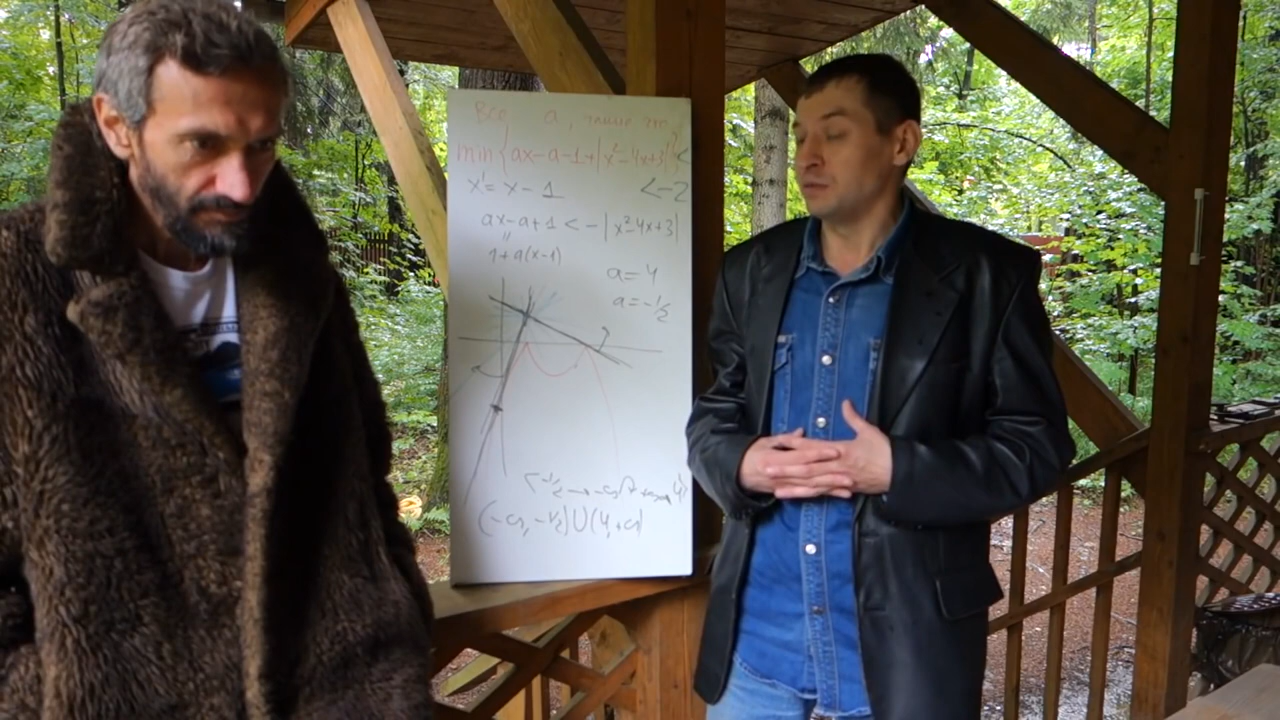 Все a, такие что
min {ax-a-1+|x²-4x+3|} <
x'= x-1 <-2
ax-a+1 < -|x²-4x+3|
1+a(x-1)
a=4
a=-1/2
(-∞, -1/2)U(4, +∞)